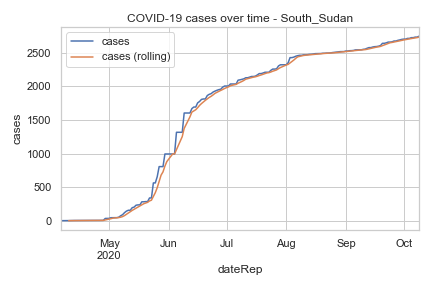 COVID-19 cases over time - South_Sudan
cases
cases (rolling)
2500
2000
1500
1000
500
0
cases
May
2020
Jun
Jul
Aug
Sep
Oct
dateRep